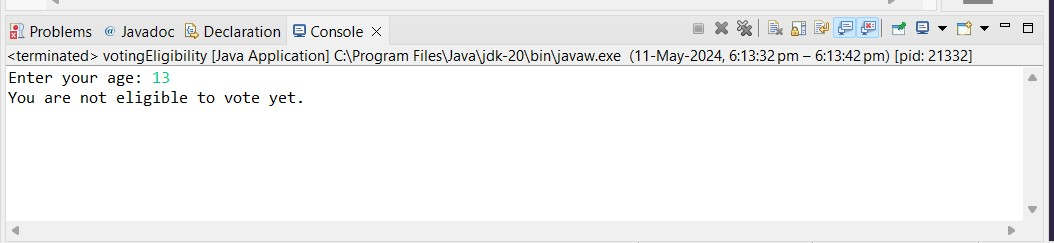 Problems @ Javadoc Declaration Console
<terminated> votingEligibility [Java Application] C:\Program Files\Java\jdk-20\bin\javaw.exe (11-May-2024, 6:13:32 pm – 6:13:42 pm) [pid: 21332]
Enter your age: 13
You are not eligible to vote yet.